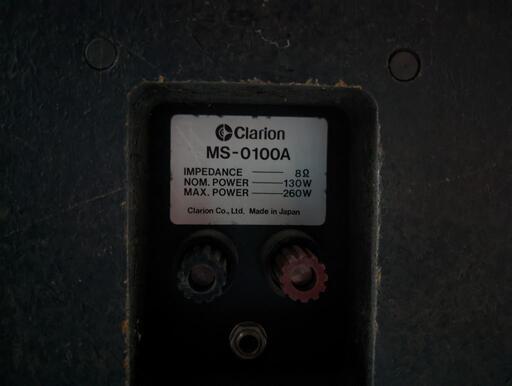 Clarion
MS-0100A
IMPEDANCE 8Ω
NOM. POWER 130W
MAX. POWER 260W
Clarion Co., Ltd. Made in Japan